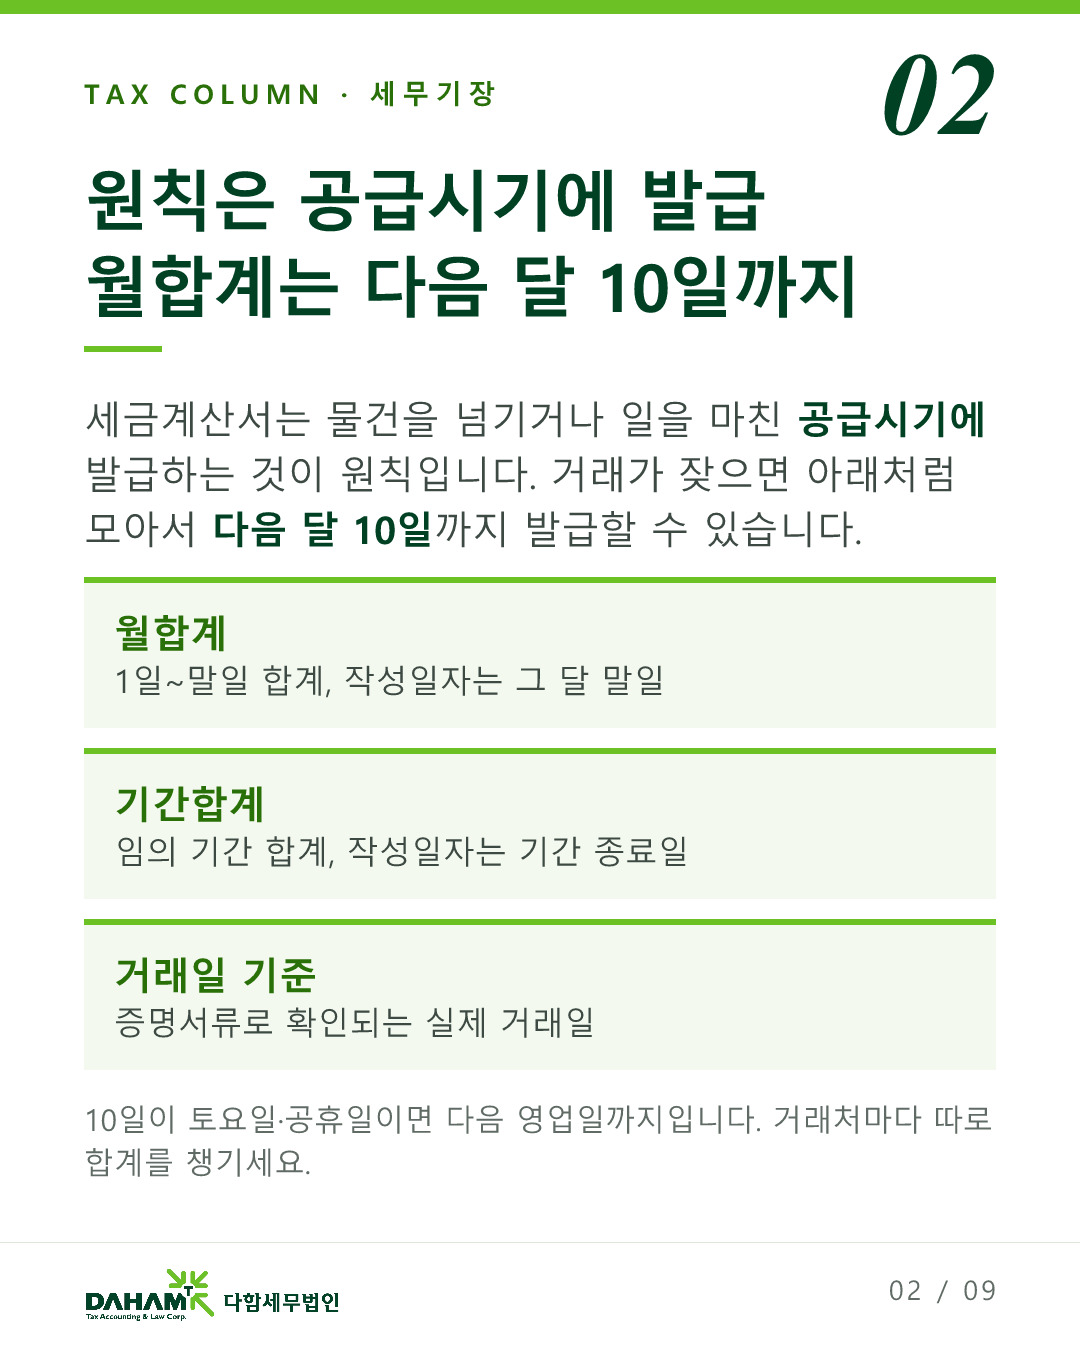 TAX COLUMN · 세무기장
02
원칙은 공급시기에 발급
월합계는 다음 달 10일까지
세금계산서는 물건을 넘기거나 일을 마친 공급시기에
발급하는 것이 원칙입니다. 거래가 잦으면 아래처럼
모아서 다음 달 10일까지 발급할 수 있습니다.
월합계
1일~말일 합계, 작성일자는 그 달 말일
기간합계
임의 기간 합계, 작성일자는 기간 종료일
거래일 기준
증명서류로 확인되는 실제 거래일
10일이 토요일·공휴일이면 다음 영업일까지입니다. 거래처마다 따로
합계를 챙기세요.
DAHAM T 다함세무법인
Tax Accounting & Law Corp.
02 / 09